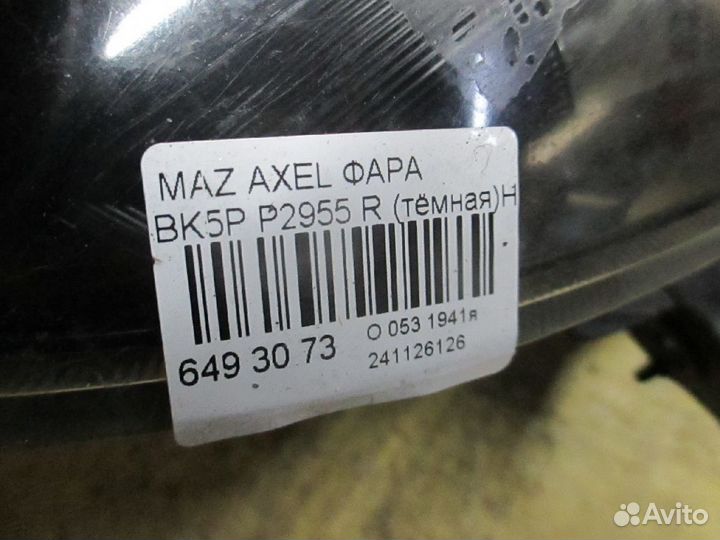 MAZ AXEL ФАРА
BK5P P2955 R (тёмная)H
649 30 73
O 053 1941я
241126126
Avito